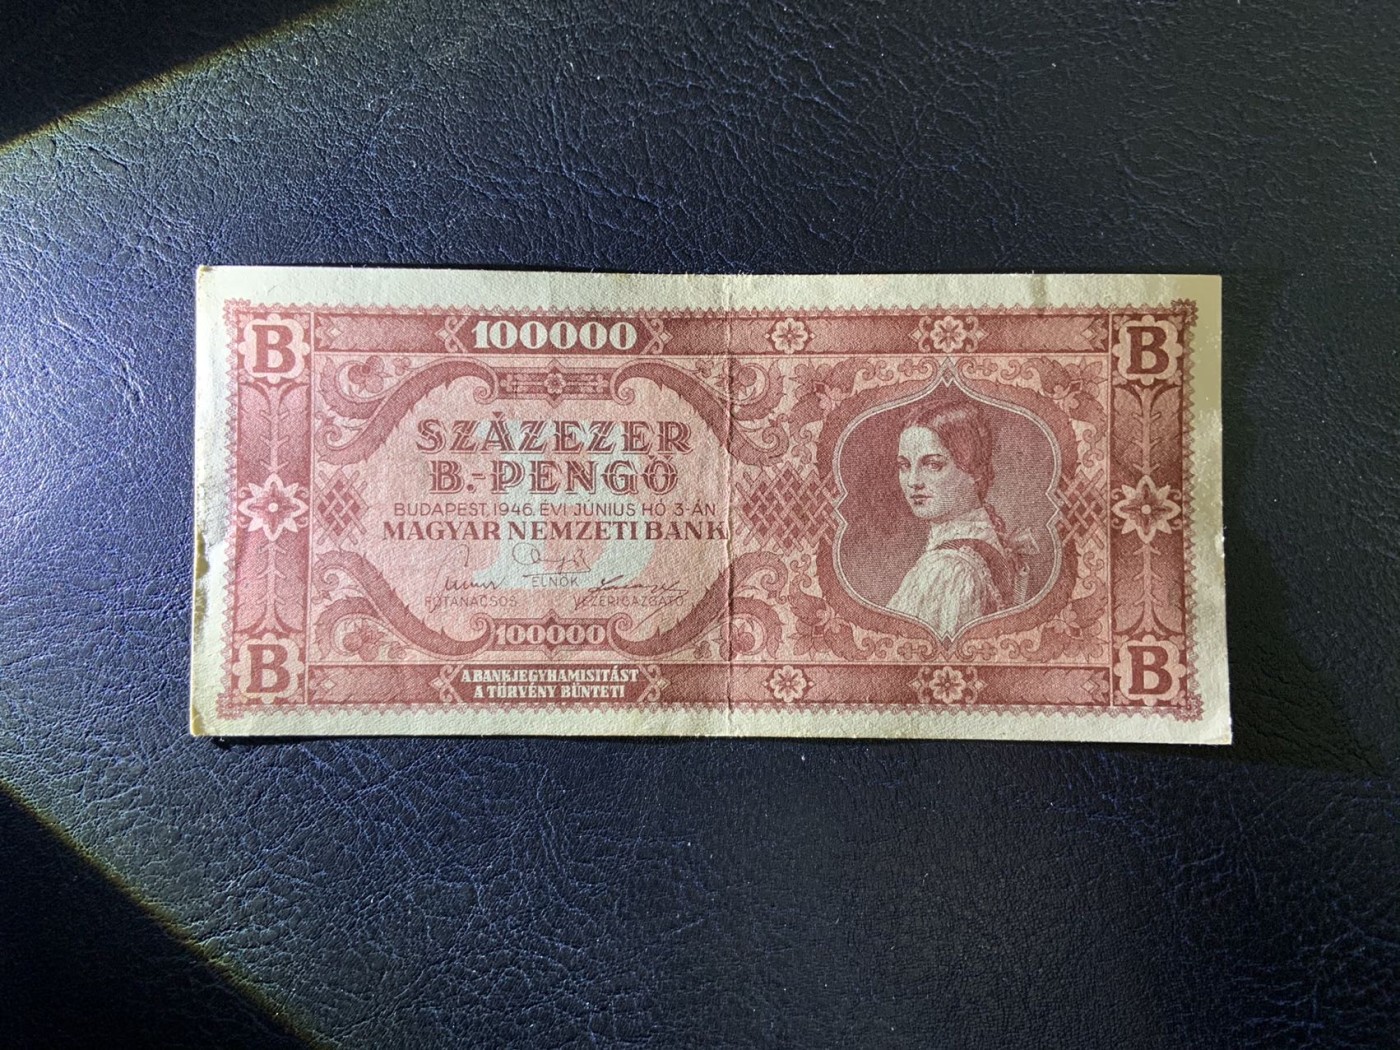 B
100000
B
SZÁZEZER
B.-PENGŐ
BUDAPEST, 1946. ÉVI JÚNIUS HÓ 3-ÁN
MAGYAR NEMZETI BANK
ELNÖK
FŐTANÁCSOS
VEZÉRIGAZGATÓ
100000
B
A BANKJEGYHAMISITÁST
A TÖRVÉNY BÜNTETI
B